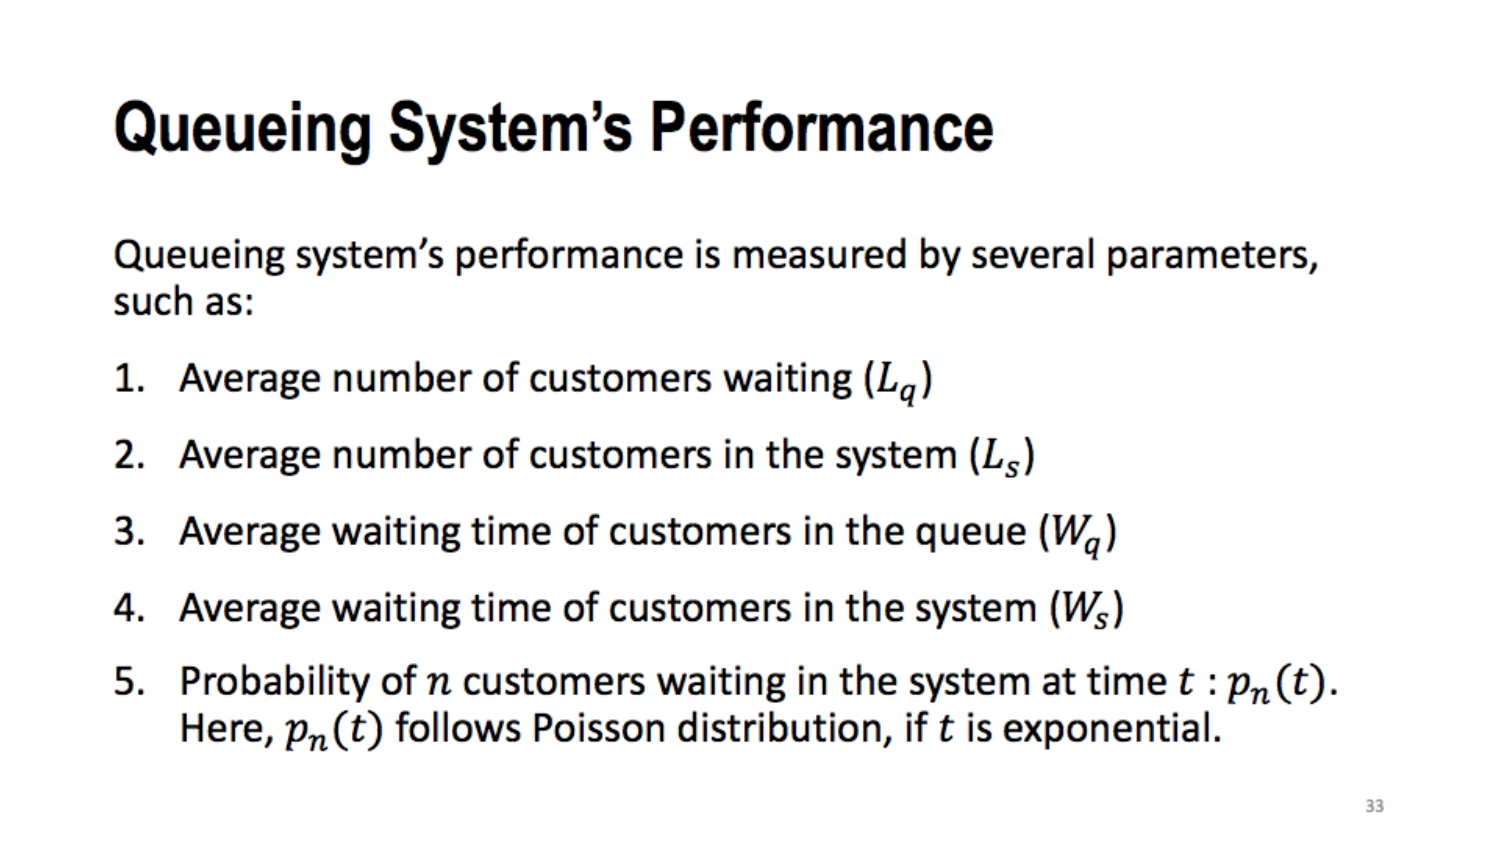 Queueing System’s Performance
Queueing system’s performance is measured by several parameters,
such as:
1. Average number of customers waiting (L_q)
2. Average number of customers in the system (L_s)
3. Average waiting time of customers in the queue (W_q)
4. Average waiting time of customers in the system (W_s)
5. Probability of n customers waiting in the system at time t : p_n(t).
Here, p_n(t) follows Poisson distribution, if t is exponential.
33